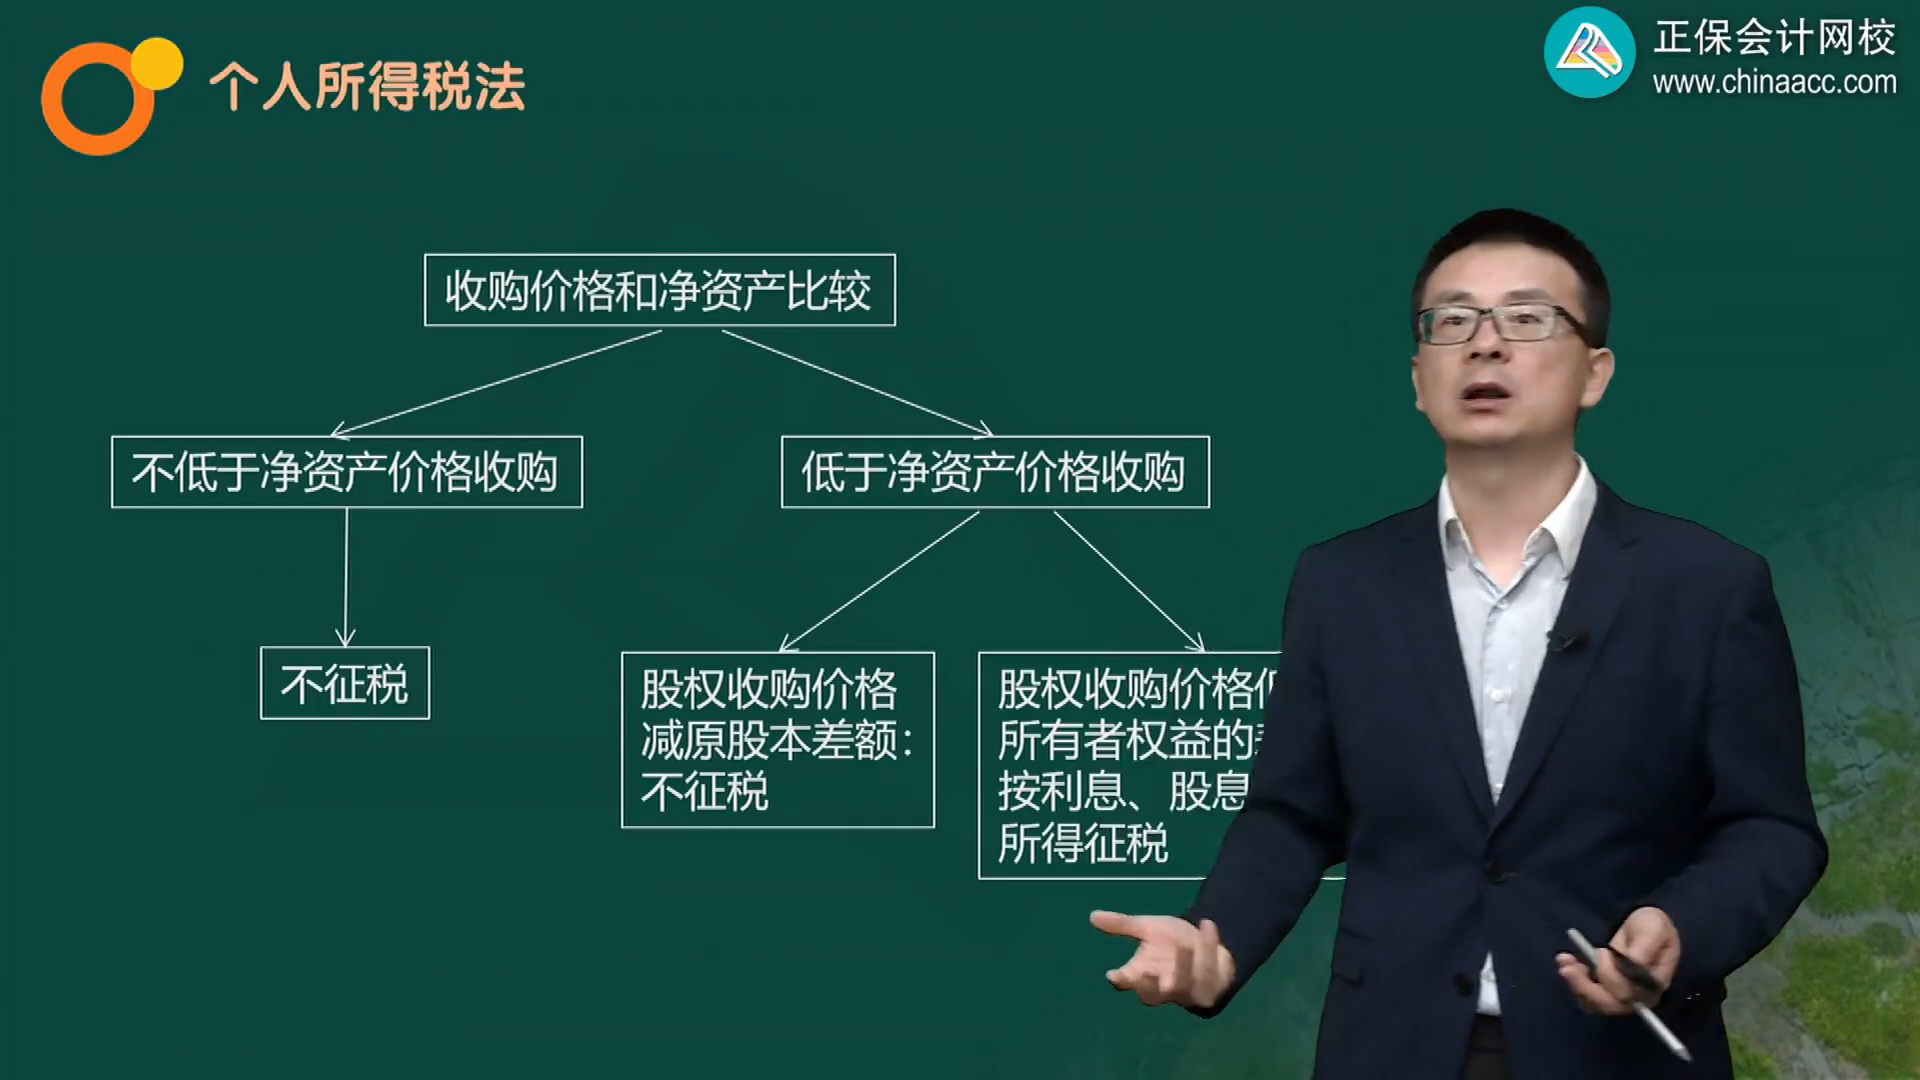 个人所得税法
正保会计网校
www.chinaacc.com
收购价格和净资产比较
不低于净资产价格收购
低于净资产价格收购
不征税
股权收购价格
减原股本差额：
不征税
股权收购价格
所有者权益的
按利息、股息
所得征税